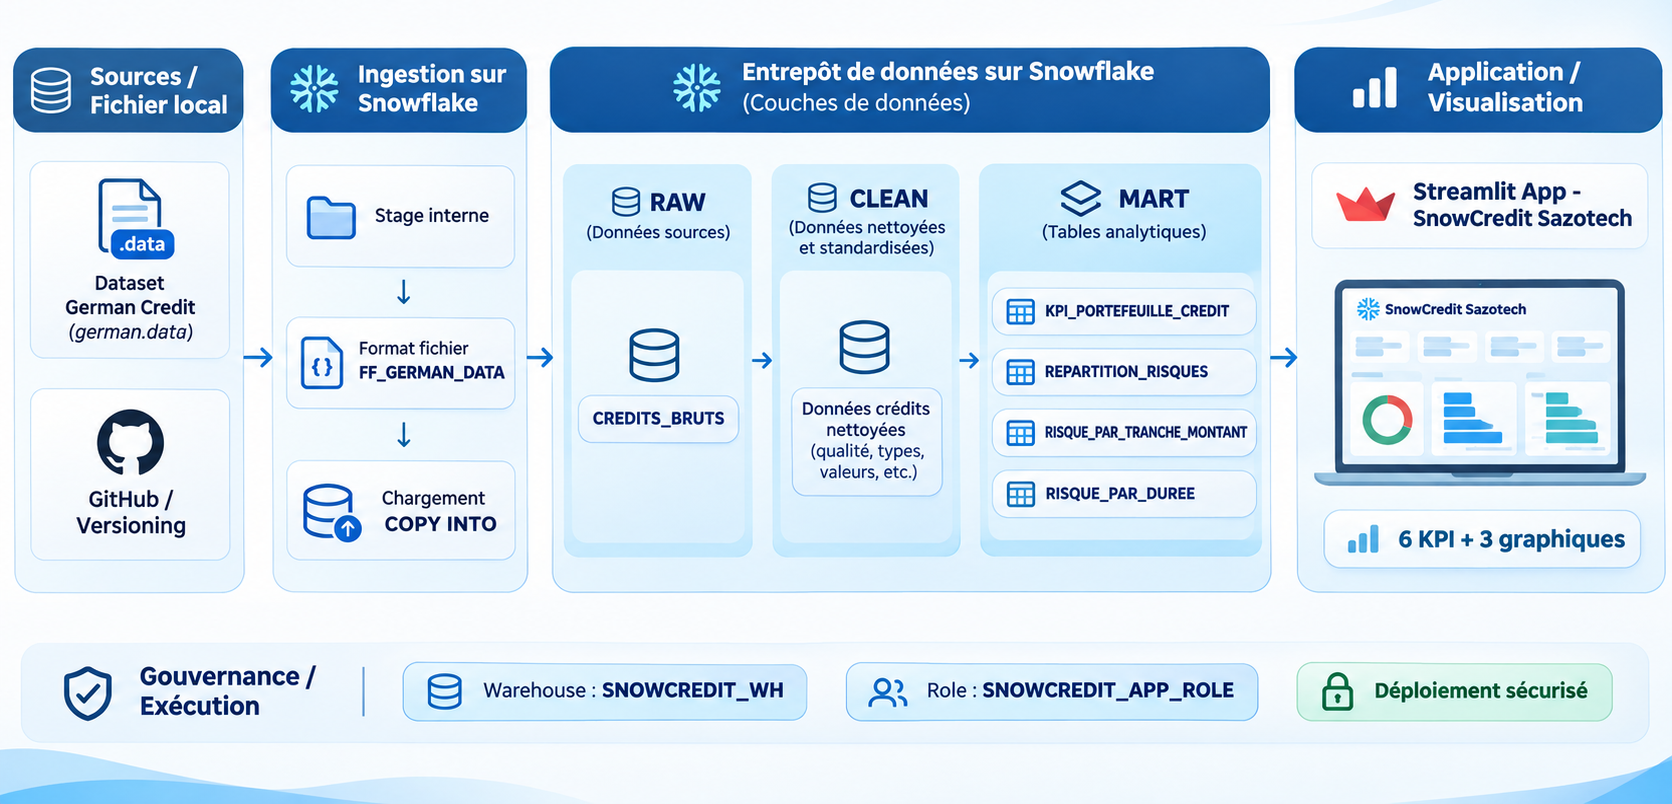 Sources /
Fichier local
.data
Dataset
German Credit
(german.data)
GitHub /
Versioning
Ingestion sur
Snowflake
Stage interne
Format fichier
{ }
FF_GERMAN_DATA
Chargement
COPY INTO
Entrepôt de données sur Snowflake
(Couches de données)
RAW
(Données sources)
CREDITS_BRUTS
CLEAN
(Données nettoyées
et standardisées)
Données crédits
nettoyées
(qualité, types,
valeurs, etc.)
MART
(Tables analytiques)
KPI_PORTEFEUILLE_CREDIT
REPARTITION_RISQUES
RISQUE_PAR_TRANCHE_MONTANT
RISQUE_PAR_DUREE
Application /
Visualisation
Streamlit App -
SnowCredit Sazotech
SnowCredit Sazotech
6 KPI + 3 graphiques
Gouvernance /
Exécution
Warehouse : SNOWCREDIT_WH
Role : SNOWCREDIT_APP_ROLE
Déploiement sécurisé